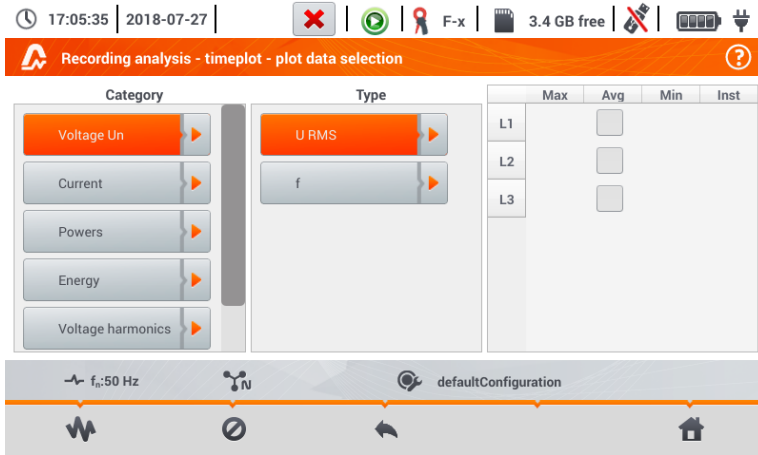 17:05:35 2018-07-27 F-x 3.4 GB free
Recording analysis - timeplot - plot data selection ?
Category Type Max Avg Min Inst
Voltage Un U RMS L1
Current f L2
Powers L3
Energy
Voltage harmonics
fn:50 Hz N defaultConfiguration